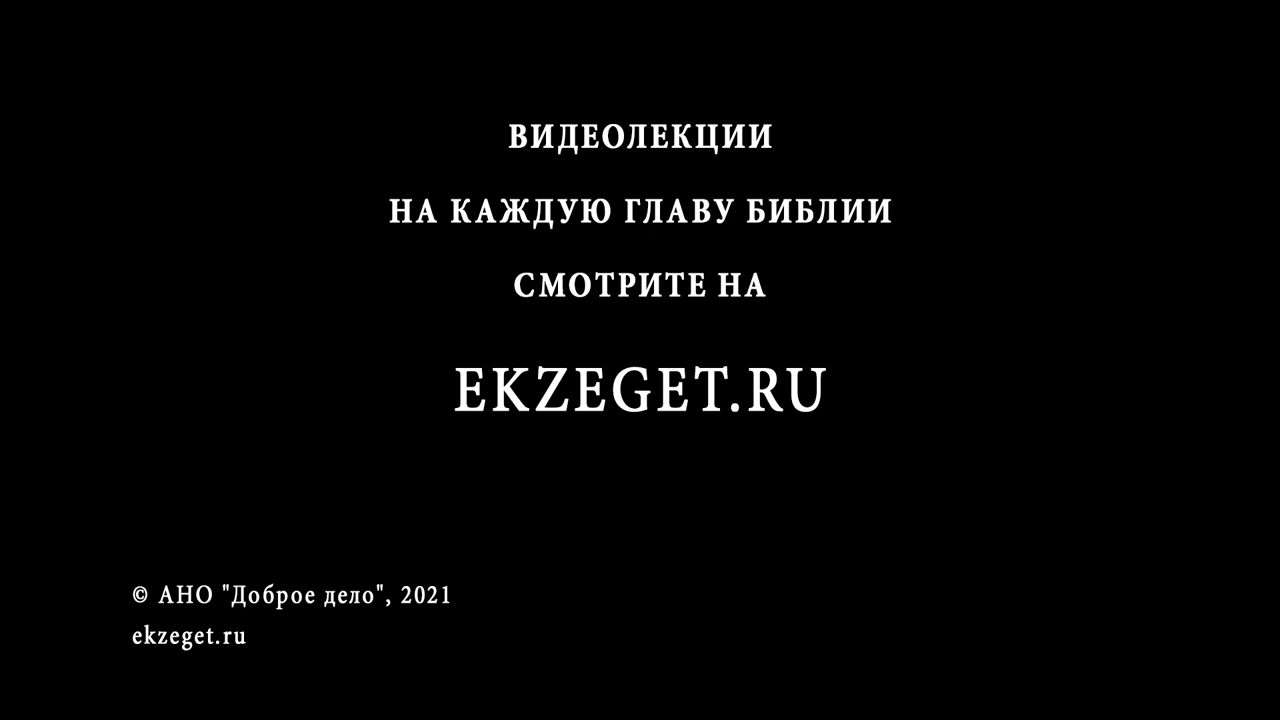 ВИДЕОЛЕКЦИИ
НА КАЖДУЮ ГЛАВУ БИБЛИИ
СМОТРИТЕ НА
EKZEGET.RU
© АНО "Доброе дело", 2021
ekzeget.ru